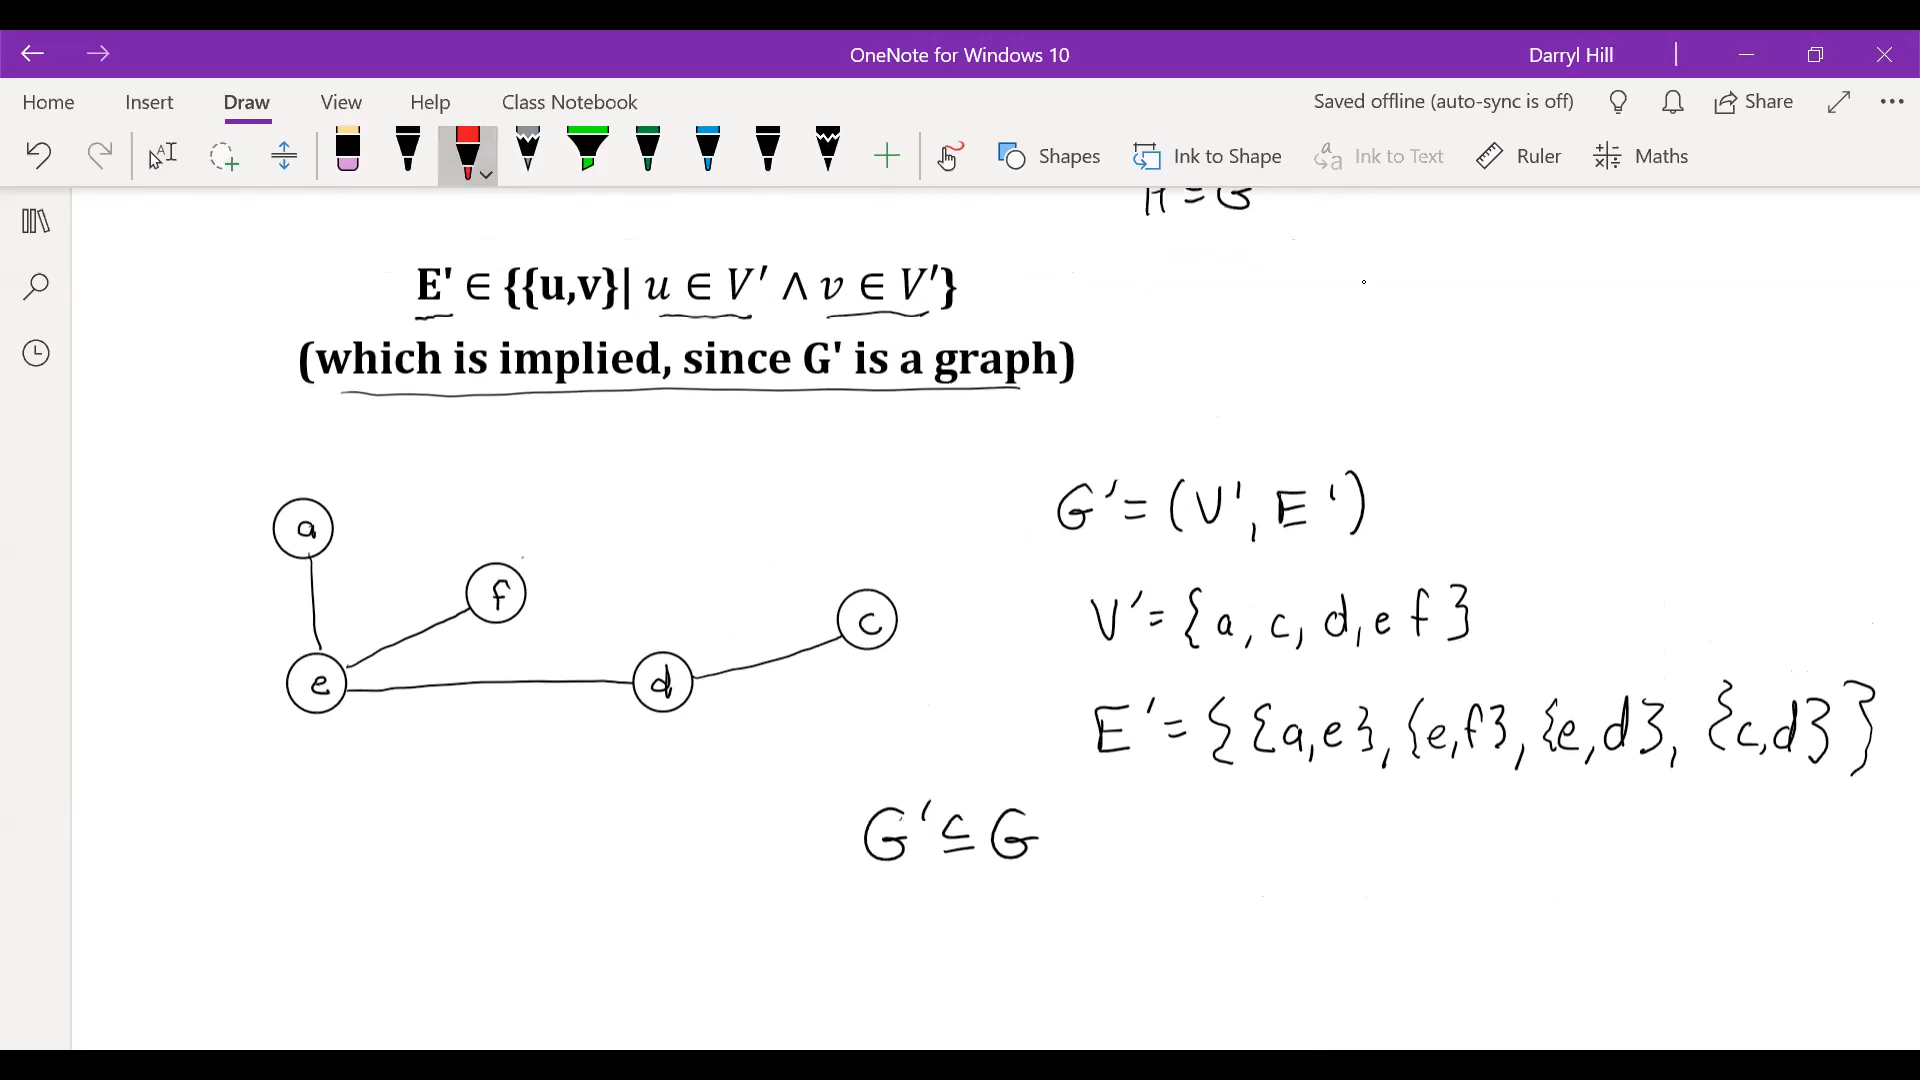 OneNote for Windows 10
Darryl Hill
Home Insert Draw View Help Class Notebook
Saved offline (auto-sync is off) Share
Shapes Ink to Shape Ink to Text Ruler Maths
E' ∈ {{u,v}| u ∈ V′ ∧ v ∈ V′}
(which is implied, since G' is a graph)
a
f
c
e
d
G' = (V', E')
V' = {a, c, d, e f}
E' = {{a,e}, {e,f}, {e,d}, {c,d}}
G' ⊆ G